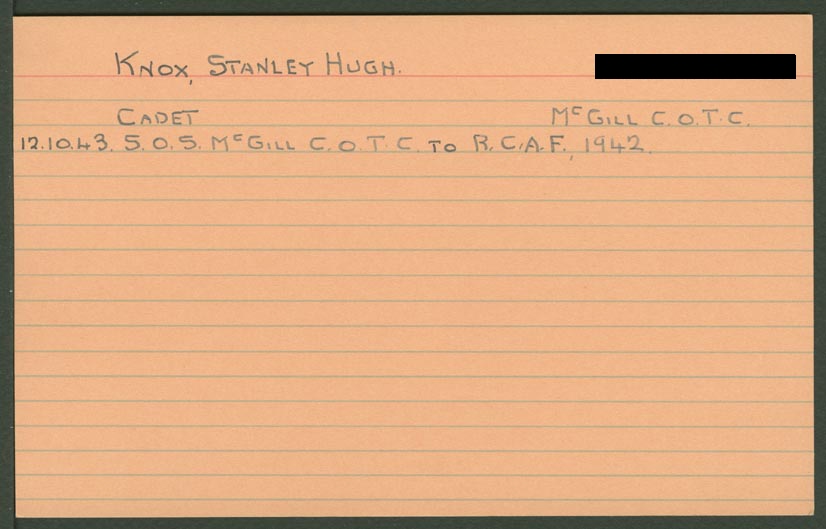 Knox, Stanley Hugh.
Cadet McGill C.O.T.C.
12.10.43. S.O.S. McGill C.O.T.C. to R.C.A.F., 1942.